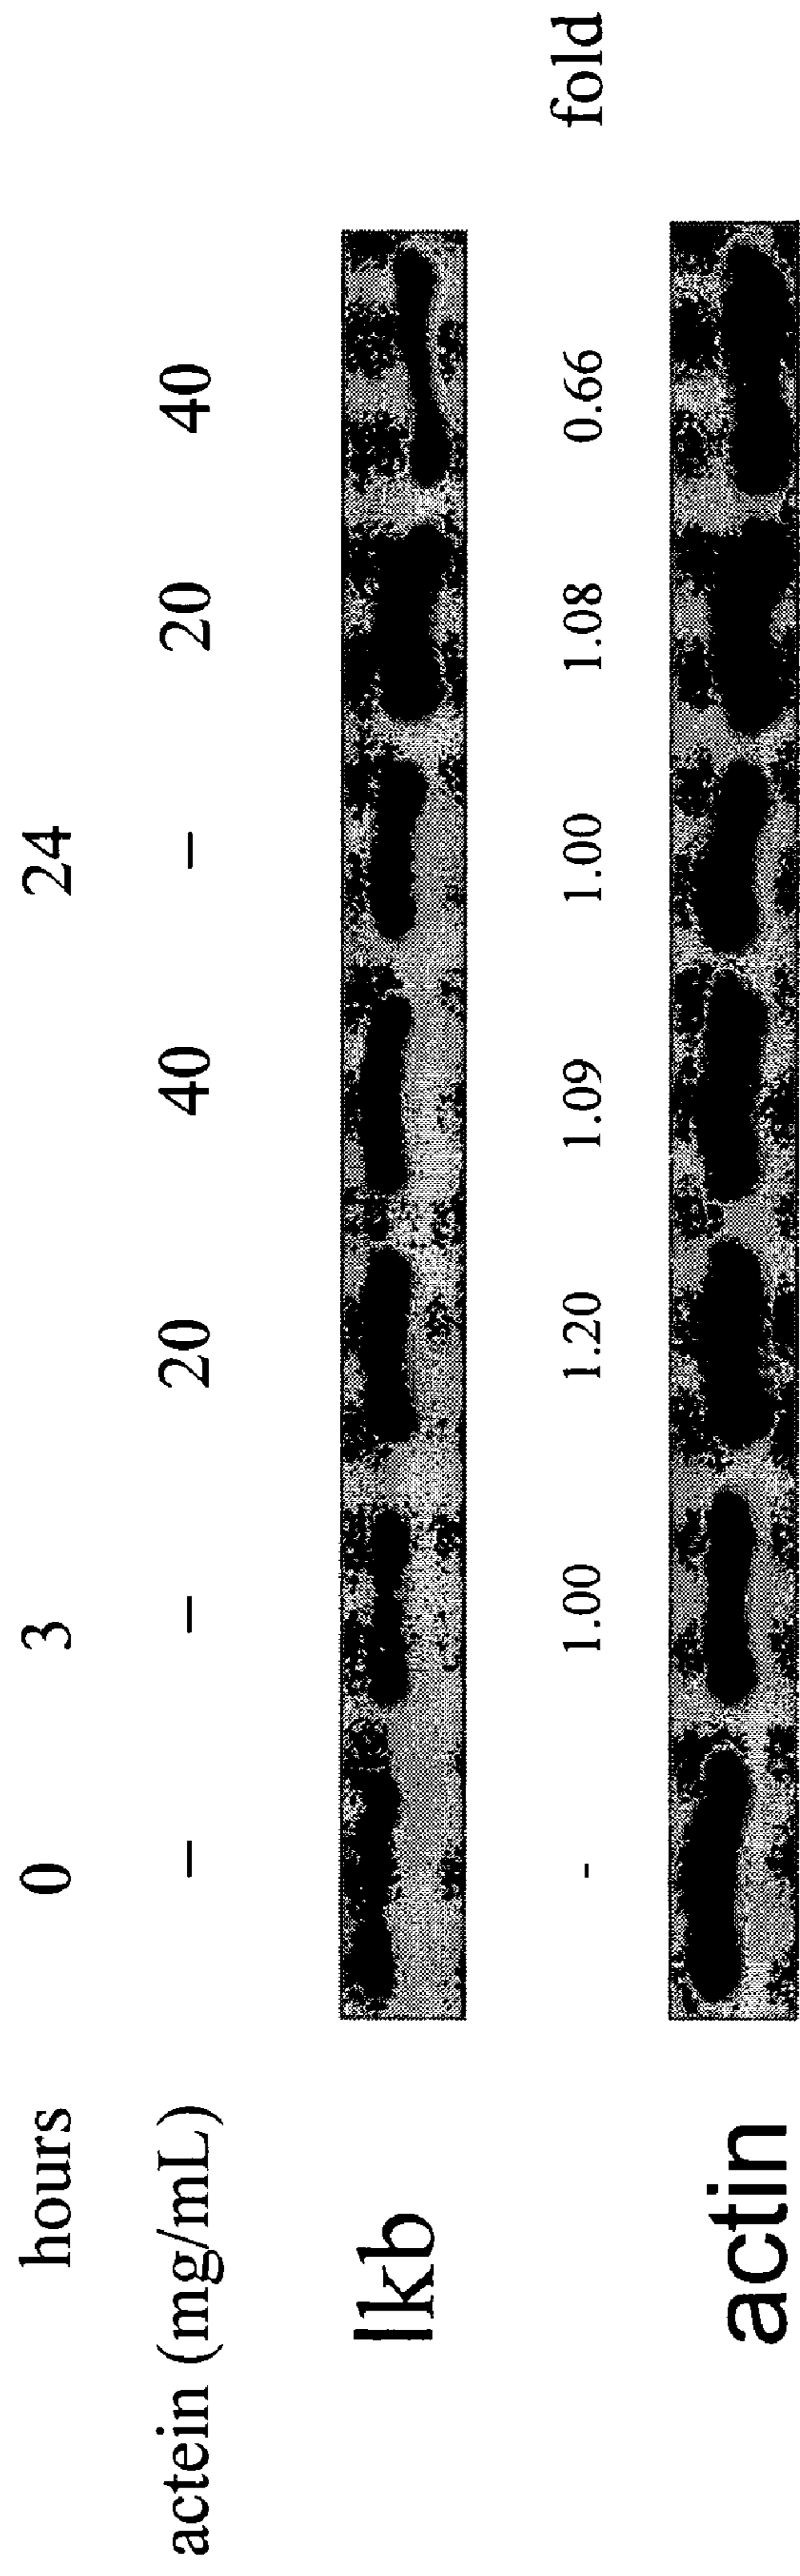 hours 0 3 24
actein (mg/mL) – – 20 40 – 20 40
Ikb
- 1.00 1.20 1.09 1.00 1.08 0.66 fold
actin